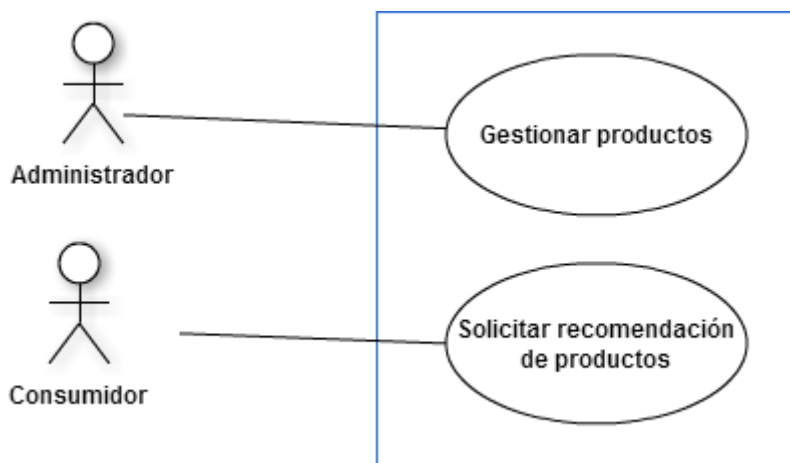 Gestionar productos
Administrador
Solicitar recomendación
de productos
Consumidor